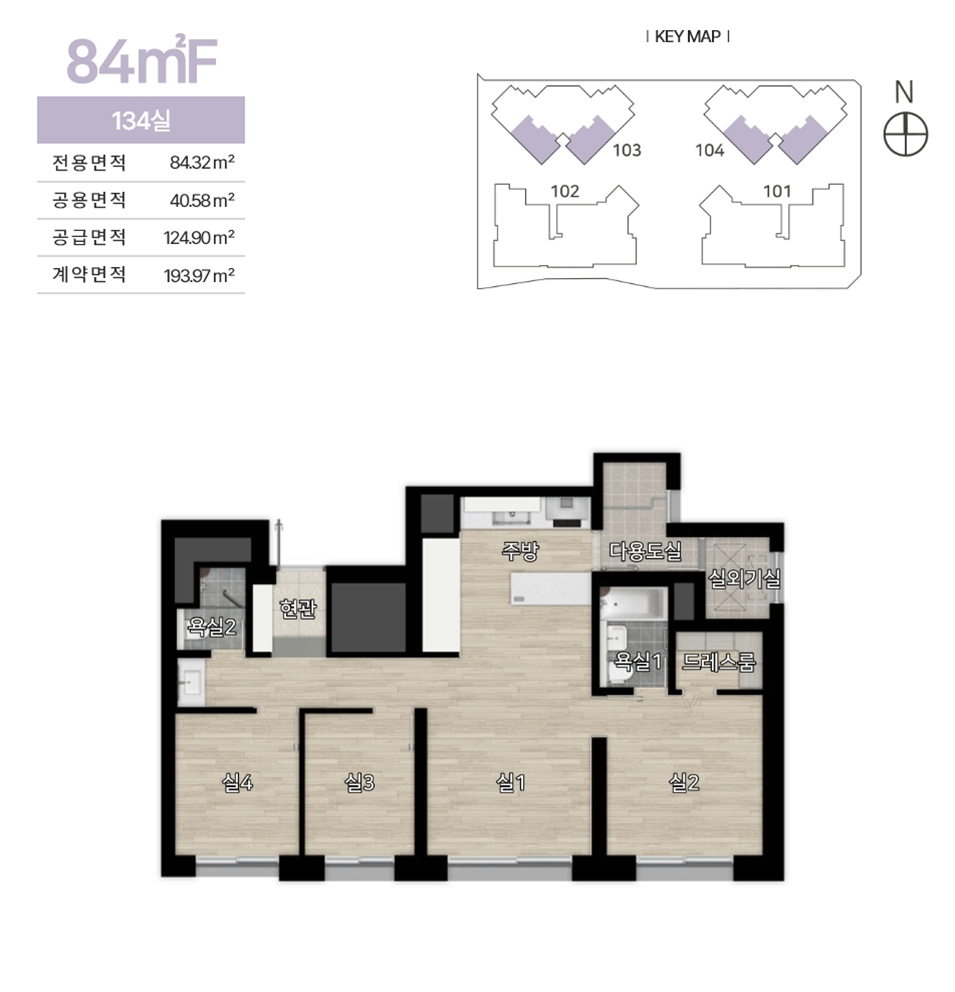 84㎡F
134실
전용면적 84.32 m²
공용면적 40.58 m²
공급면적 124.90 m²
계약면적 193.97 m²
| KEY MAP |
N
103
104
102
101
주방
다용도실
실외기실
현관
욕실2
욕실1
드레스룸
실4
실3
실1
실2